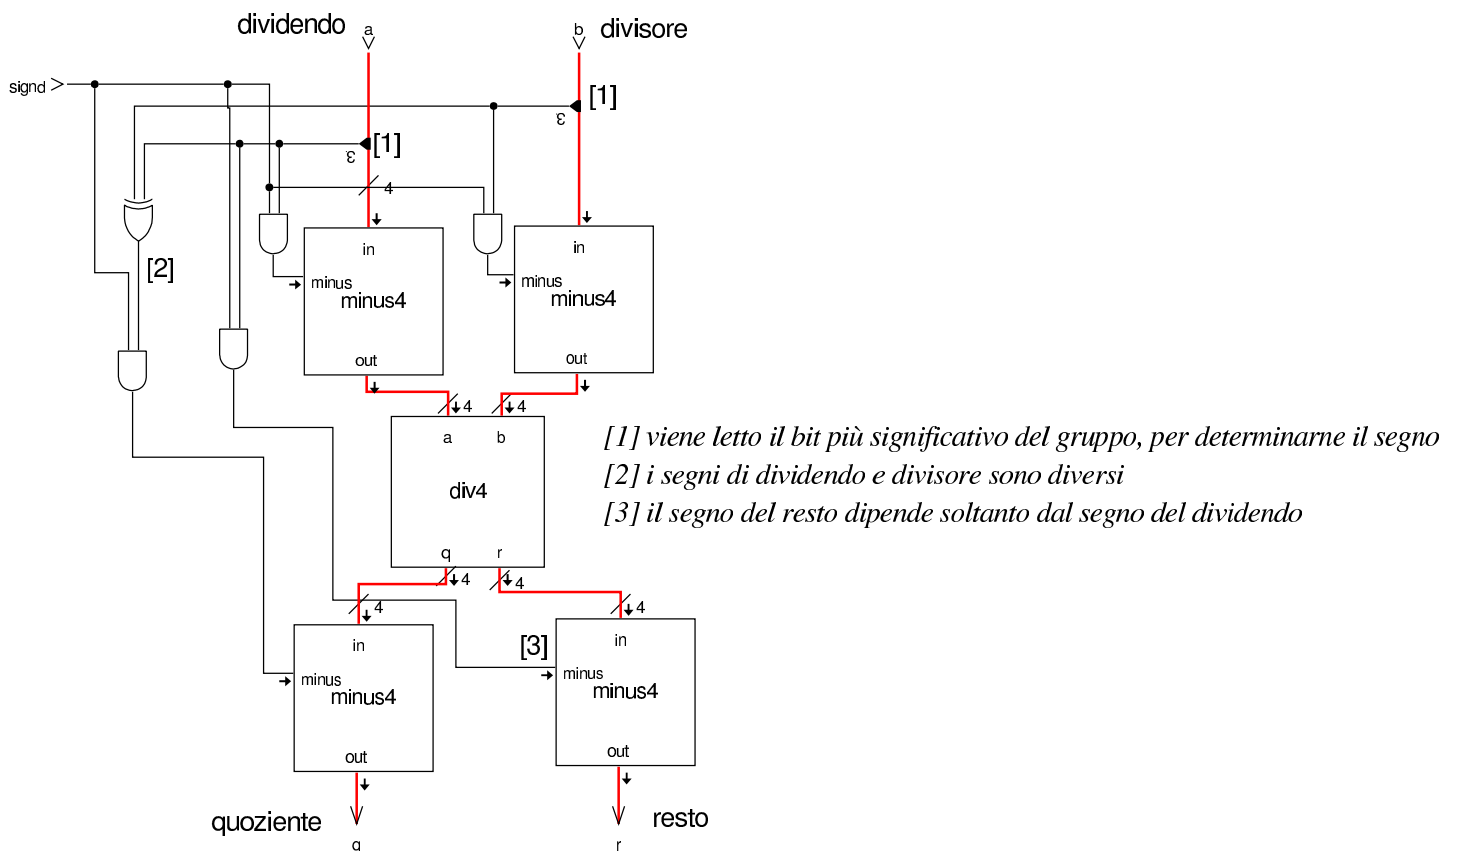 dividendo
a
b
divisore
signd
[1]
3
[1]
3
4
in
minus
minus4
out
in
minus
minus4
out
[2]
4
4
a
b
div4
q
r
[1] viene letto il bit più significativo del gruppo, per determinarne il segno
[2] i segni di dividendo e divisore sono diversi
[3] il segno del resto dipende soltanto dal segno del dividendo
4
4
4
4
in
minus
minus4
out
[3]
in
minus
minus4
out
quoziente
q
resto
r